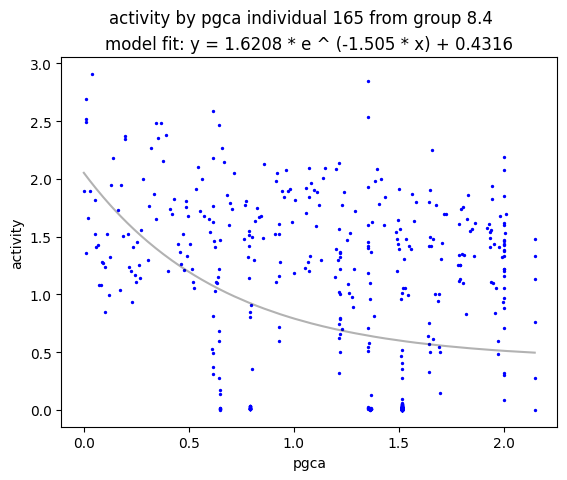 activity by pgca individual 165 from group 8.4
model fit: y = 1.6208 * e ^ (-1.505 * x) + 0.4316
3.0
2.5
2.0
1.5
1.0
0.5
0.0
activity
0.0 0.5 1.0 1.5 2.0
pgca